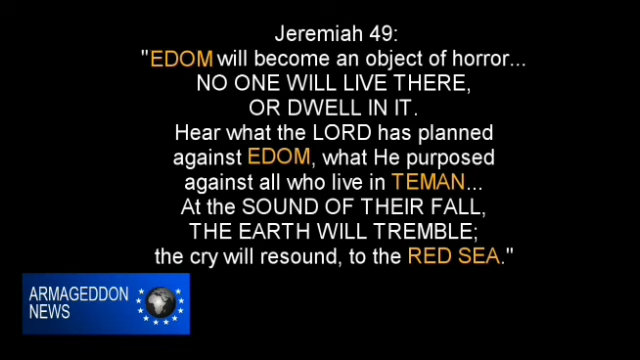 Jeremiah 49:
"EDOM will become an object of horror...
NO ONE WILL LIVE THERE,
OR DWELL IN IT.
Hear what the LORD has planned
against EDOM, what He purposed
against all who live in TEMAN...
At the SOUND OF THEIR FALL,
THE EARTH WILL TREMBLE;
the cry will resound, to the RED SEA."
ARMAGEDDON
NEWS